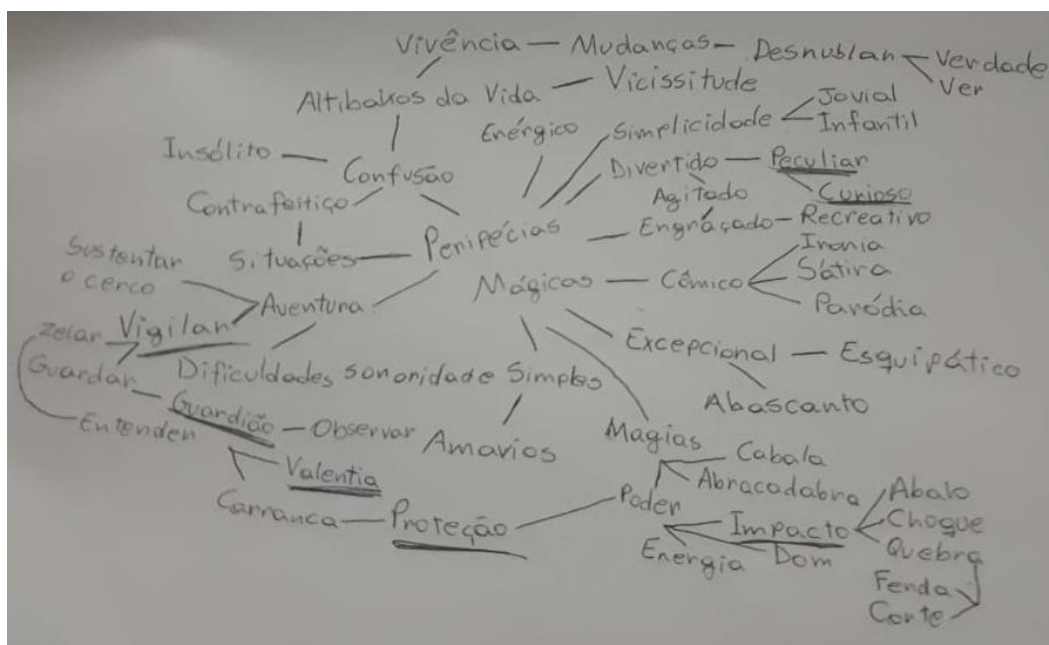 Vivência — Mudanças — Desnublar — Verdade
Ver
Altibaixos da Vida — Vicissitude
Enérgico
Simplicidade
Jovial
Infantil
Insólito — Confusão
Divertido — Peculiar
Curioso
Contrafeitiço
Agitado
Engraçado — Recreativo
Situações — Peripécias
Sustentar
o cerco
Mágicas — Cômico
Ironia
Sátira
Paródia
Aventura
Zelar Vigilar
Excepcional — Esquipático
Guardar
Dificuldades sonoridade Simples
Abascanto
Guardião — Observar Amavios
Entender
Magias
Cabala
Abracadabra
Valentia
Carranca — Proteção — Poder
Impacto
Abalo
Choque
Quebra
Energia
Dom
Fenda
Corte